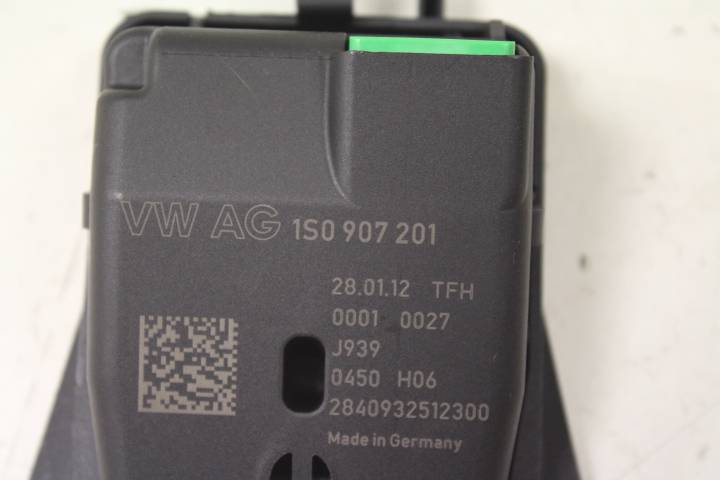 VW AG 1S0 907 201
28.01.12 TFH
0001 0027
J939
0450 H06
2840932512300
Made in Germany